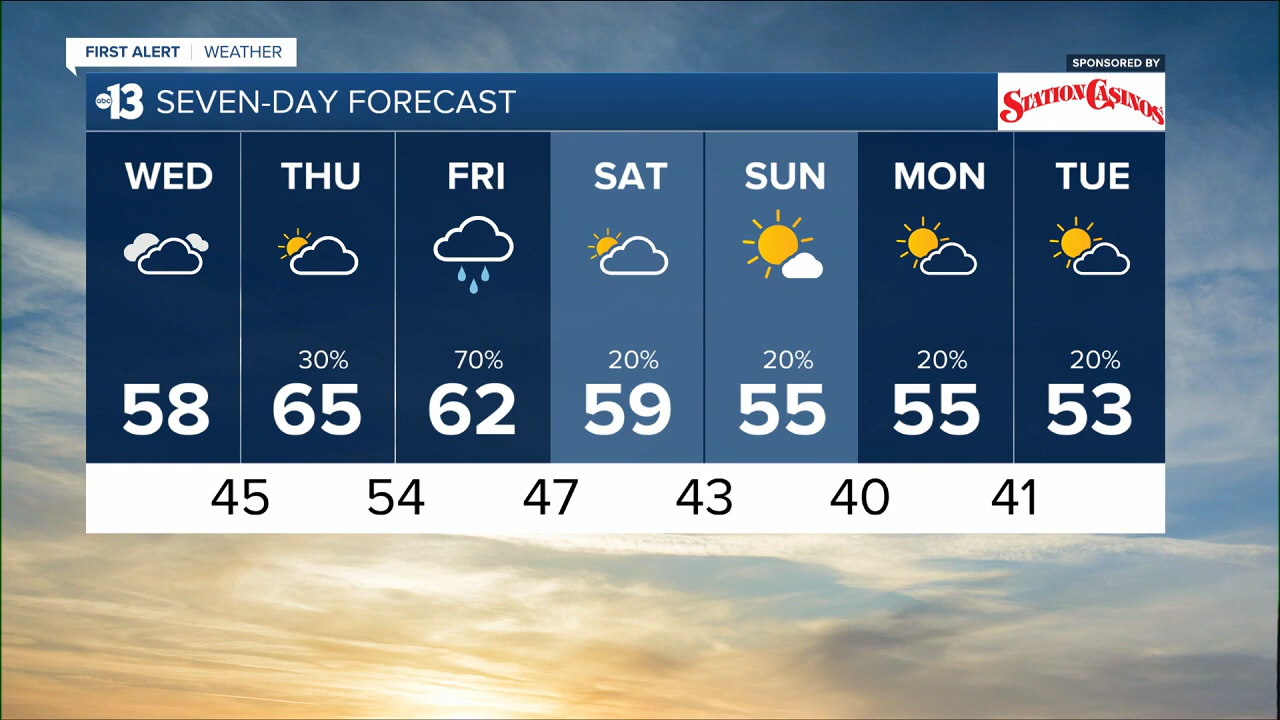 FIRST ALERT | WEATHER
SPONSORED BY
abc 13 SEVEN-DAY FORECAST
STATION CASINOS
WED THU FRI SAT SUN MON TUE
30% 70% 20% 20% 20% 20%
58 65 62 59 55 55 53
45 54 47 43 40 41